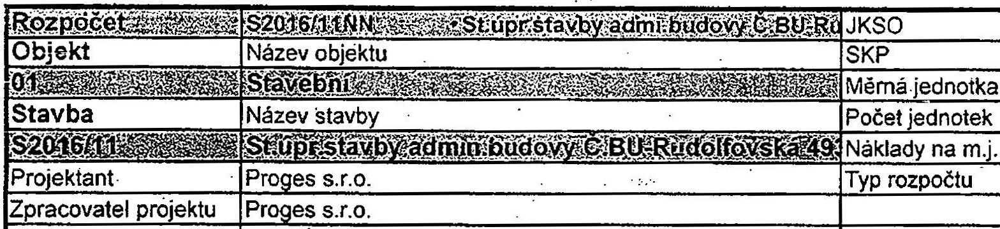 Rozpočet S2016/11NN St.upr.stavby admi.budovy Č.BU-Ru JKSO
Objekt Název objektu SKP
01 Stavební Měrná jednotka
Stavba Název stavby Počet jednotek
S2016/11 St.upr.stavby admin.budovy Č.BU-Rudolfovská 49 Náklady na m.j.
Projektant Proges s.r.o. Typ rozpočtu
Zpracovatel projektu Proges s.r.o.